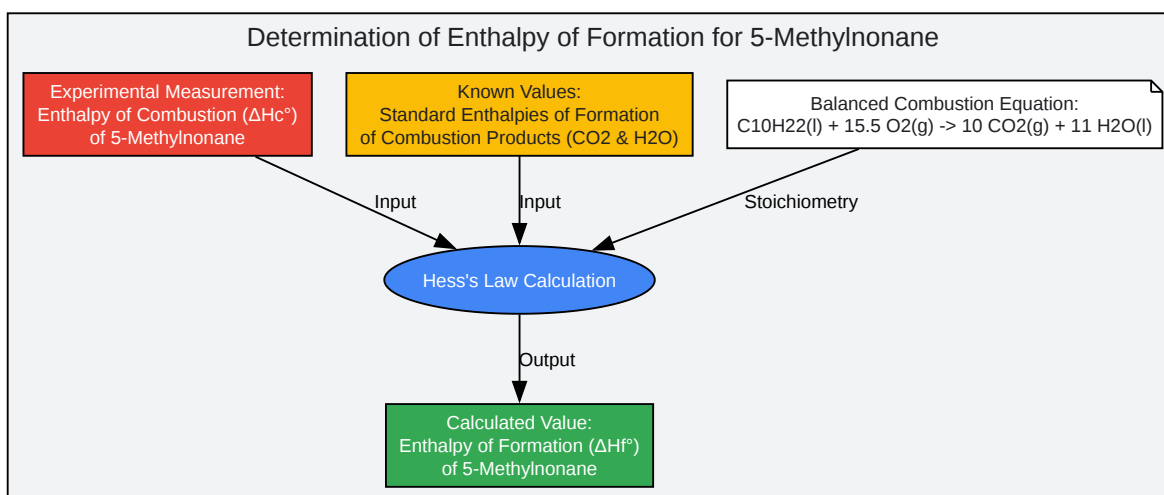 Determination of Enthalpy of Formation for 5-Methylnonane
Experimental Measurement:
Enthalpy of Combustion (ΔHc°)
of 5-Methylnonane
Known Values:
Standard Enthalpies of Formation
of Combustion Products (CO2 & H2O)
Balanced Combustion Equation:
C10H22(l) + 15.5 O2(g) -> 10 CO2(g) + 11 H2O(l)
Input
Input
Stoichiometry
Hess's Law Calculation
Output
Calculated Value:
Enthalpy of Formation (ΔHf°)
of 5-Methylnonane